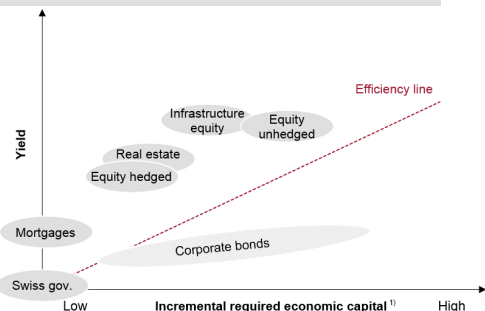 Efficiency line
Infrastructure
equity
Equity
unhedged
Yield
Real estate
Equity hedged
Mortgages
Corporate bonds
Swiss gov.
Low
Incremental required economic capital 1)
High